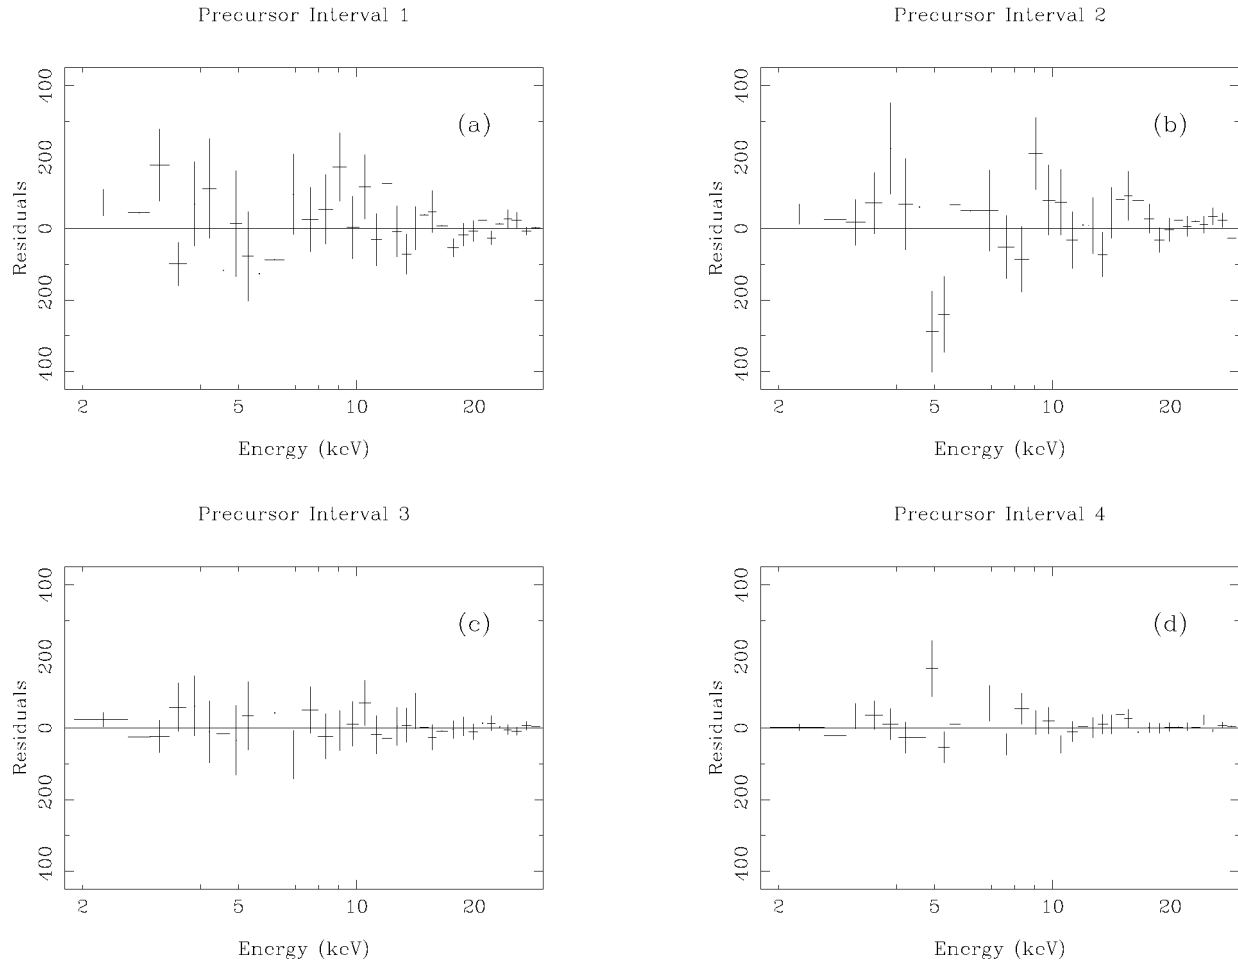 Precursor Interval 1
Precursor Interval 2
400
200
0
200
400
Residuals
(a)
2
5
10
20
Energy (keV)
400
200
0
200
400
Residuals
(b)
2
5
10
20
Energy (keV)
Precursor Interval 3
Precursor Interval 4
400
200
0
200
400
Residuals
(c)
2
5
10
20
Energy (keV)
400
200
0
200
400
Residuals
(d)
2
5
10
20
Energy (keV)